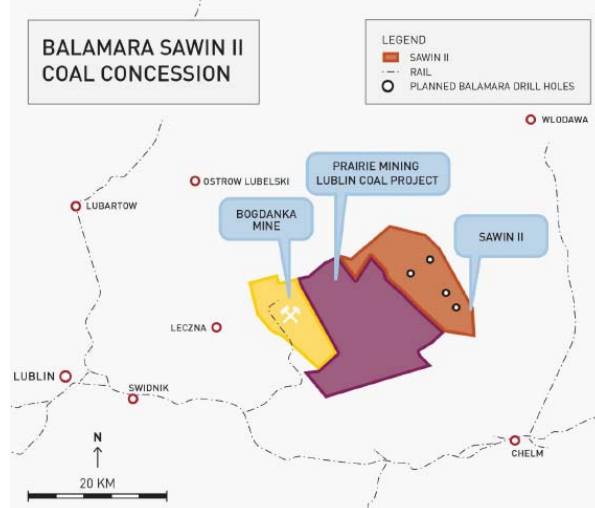 BALAMARA SAWIN II
COAL CONCESSION
LEGEND
SAWIN II
RAIL
PLANNED BALAMARA DRILL HOLES
WLODAWA
PRAIRIE MINING
LUBLIN COAL PROJECT
OSTROW LUBELSKI
LUBARTOW
BOGDANKA
MINE
SAWIN II
LECZNA
LUBLIN
SWIDNIK
CHELM
N
20 KM